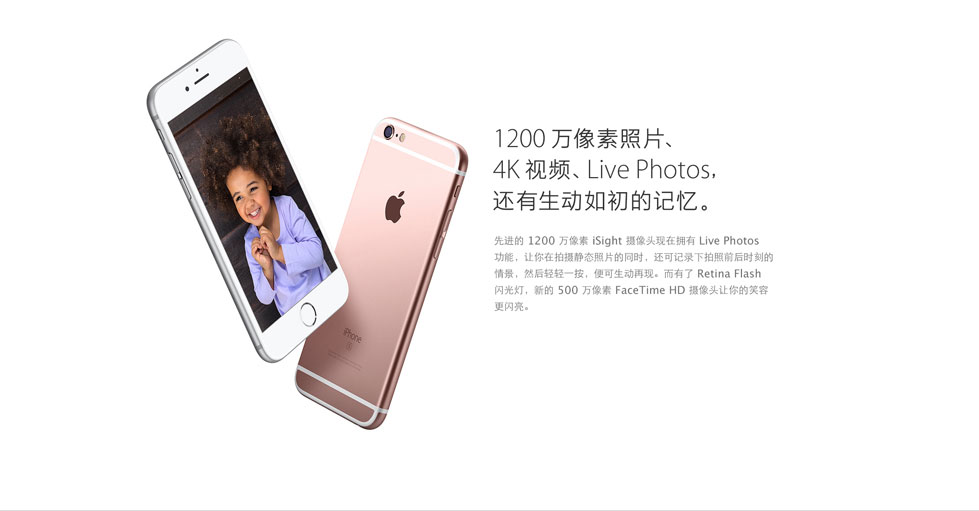 1200 万像素照片、
4K 视频、Live Photos，
还有生动如初的记忆。
先进的 1200 万像素 iSight 摄像头现在拥有 Live Photos
功能，让你在拍摄静态照片的同时，还可记录下拍照前后时刻的
情景，然后轻轻一按，便可生动再现。而有了 Retina Flash
闪光灯，新的 500 万像素 FaceTime HD 摄像头让你的笑容
更闪亮。
iPhone
S